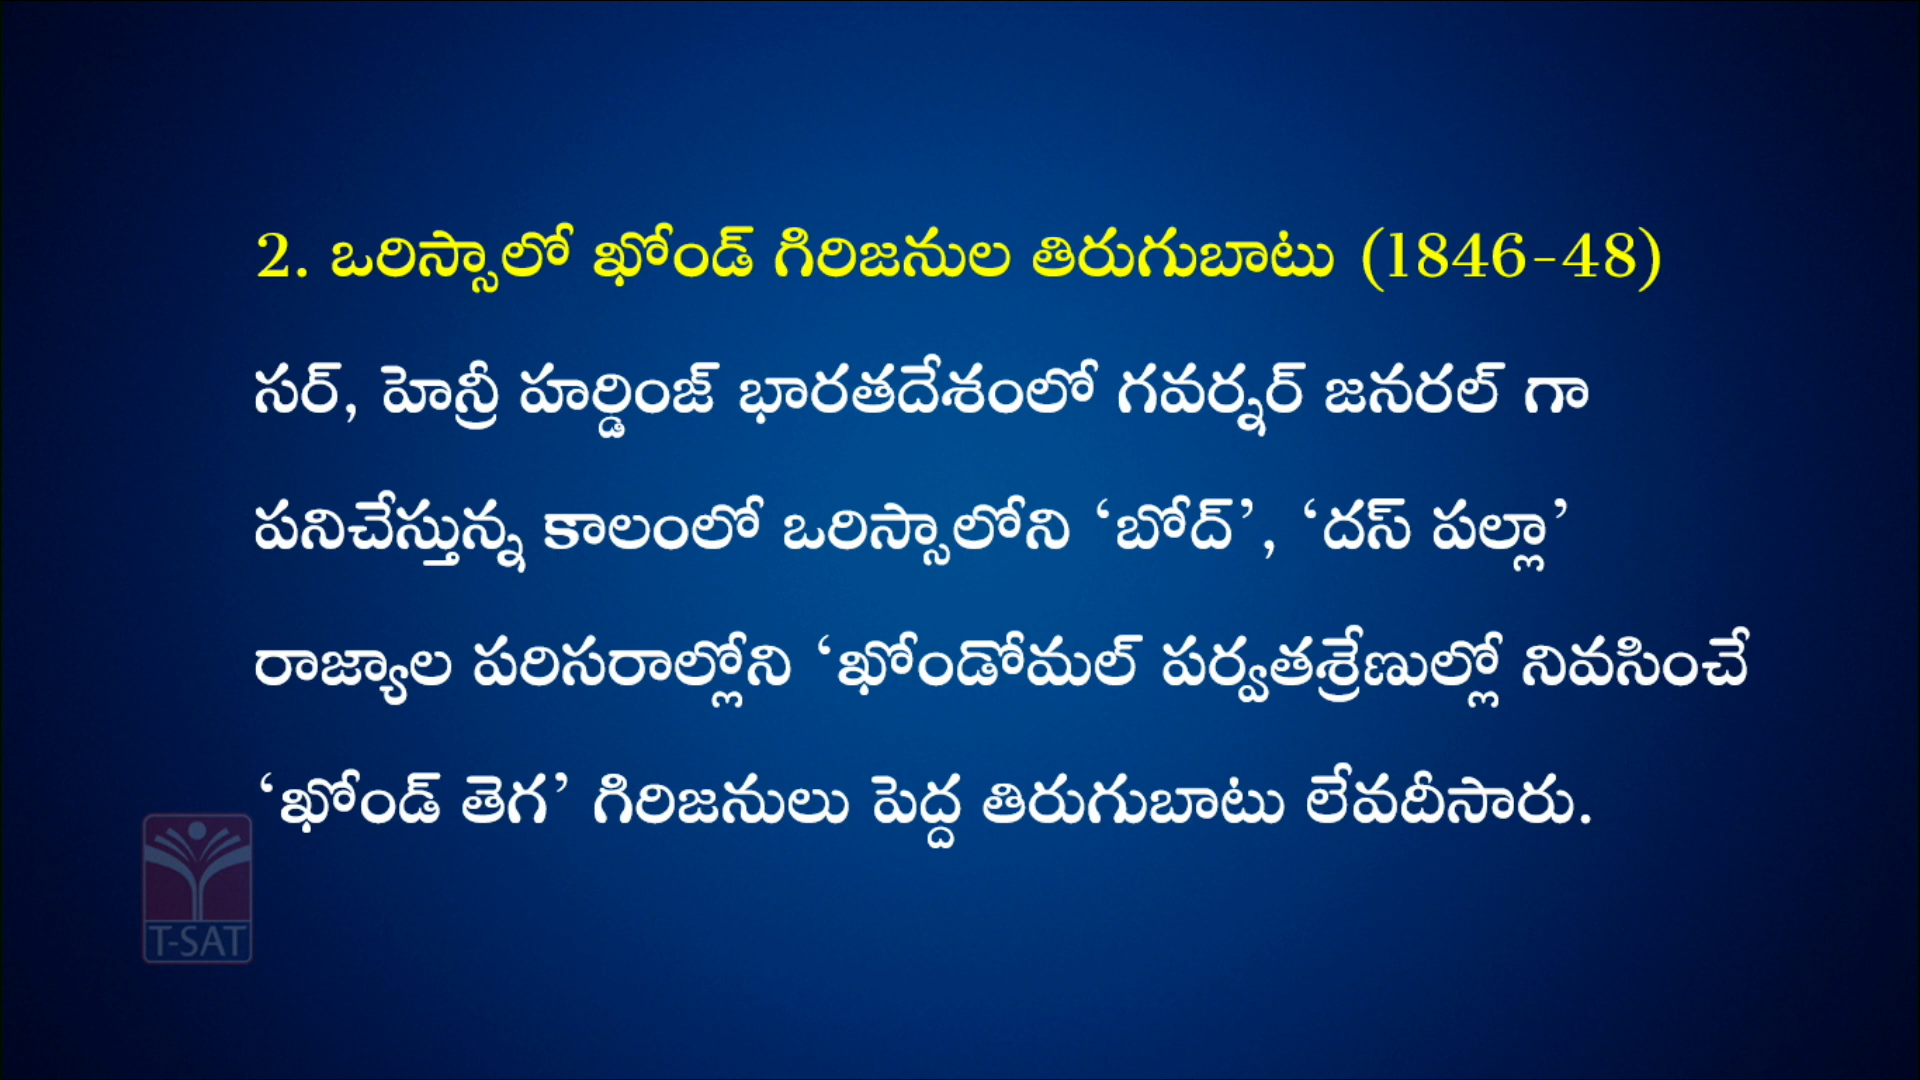 2. ఒరిస్సాలో ఖోండ్ గిరిజనుల తిరుగుబాటు (1846-48)
సర్, హెన్రీ హర్డింజ్ భారతదేశంలో గవర్నర్ జనరల్ గా
పనిచేస్తున్న కాలంలో ఒరిస్సాలోని ‘బోద్’, ‘దస్ పల్లా’
రాజ్యాల పరిసరాల్లోని ‘ఖోండోమల్ పర్వతశ్రేణుల్లో నివసించే
‘ఖోండ్ తెగ’ గిరిజనులు పెద్ద తిరుగుబాటు లేవదీసారు.
T-SAT